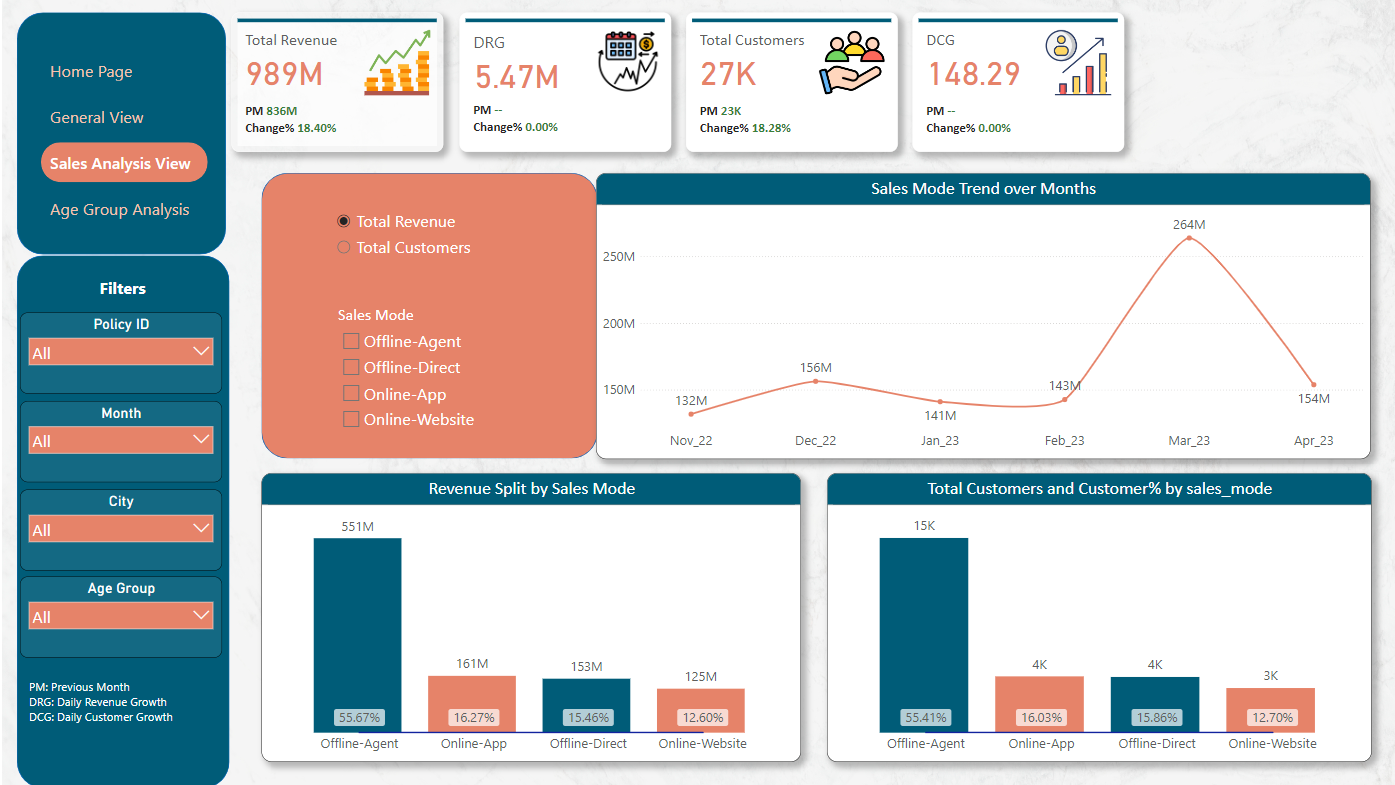 Home Page
General View
Sales Analysis View
Age Group Analysis
Total Revenue
989M
PM 836M
Change% 18.40%
DRG
5.47M
PM --
Change% 0.00%
Total Customers
27K
PM 23K
Change% 18.28%
DCG
148.29
PM --
Change% 0.00%
Filters
Policy ID
All
Month
All
City
All
Age Group
All
PM: Previous Month
DRG: Daily Revenue Growth
DCG: Daily Customer Growth
Total Revenue
Total Customers
Sales Mode
Offline-Agent
Offline-Direct
Online-App
Online-Website
Sales Mode Trend over Months
250M
200M
150M
132M
156M
141M
143M
264M
154M
Nov_22 Dec_22 Jan_23 Feb_23 Mar_23 Apr_23
Revenue Split by Sales Mode
551M
161M
153M
125M
55.67% 16.27% 15.46% 12.60%
Offline-Agent Online-App Offline-Direct Online-Website
Total Customers and Customer% by sales_mode
15K
4K
4K
3K
55.41% 16.03% 15.86% 12.70%
Offline-Agent Online-App Offline-Direct Online-Website